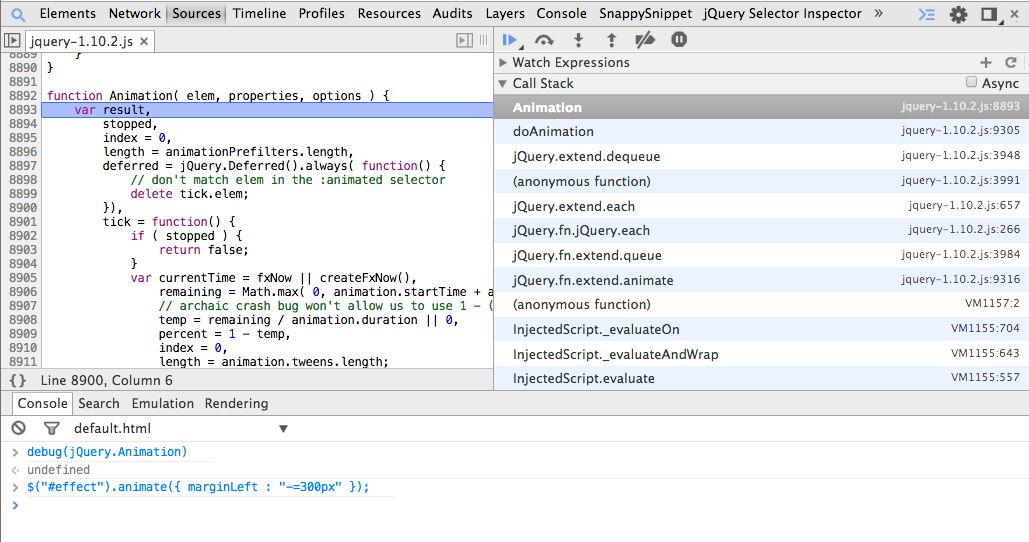 Elements Network Sources Timeline Profiles Resources Audits Layers Console SnappySnippet jQuery Selector Inspector »
jquery-1.10.2.js ×
8889 }
8890 }
8891
8892 function Animation( elem, properties, options ) {
8893 var result,
8894 stopped,
8895 index = 0,
8896 length = animationPrefilters.length,
8897 deferred = jQuery.Deferred().always( function() {
8898 // don't match elem in the :animated selector
8899 delete tick.elem;
8900 }),
8901 tick = function() {
8902 if ( stopped ) {
8903 return false;
8904 }
8905 var currentTime = fxNow || createFxNow(),
8906 remaining = Math.max( 0, animation.startTime + a
8907 // archaic crash bug won't allow us to use 1 - (
8908 temp = remaining / animation.duration || 0,
8909 percent = 1 - temp,
8910 index = 0,
8911 length = animation.tweens.length;
{} Line 8900, Column 6
Watch Expressions
Call Stack Async
Animation jquery-1.10.2.js:8893
doAnimation jquery-1.10.2.js:9305
jQuery.extend.dequeue jquery-1.10.2.js:3948
(anonymous function) jquery-1.10.2.js:3991
jQuery.extend.each jquery-1.10.2.js:657
jQuery.fn.jQuery.each jquery-1.10.2.js:266
jQuery.fn.extend.queue jquery-1.10.2.js:3984
jQuery.fn.extend.animate jquery-1.10.2.js:9316
(anonymous function) VM1157:2
InjectedScript._evaluateOn VM1155:704
InjectedScript._evaluateAndWrap VM1155:643
InjectedScript.evaluate VM1155:557
Console Search Emulation Rendering
default.html
debug(jQuery.Animation)
undefined
$("#effect").animate({ marginLeft : "-=300px" });